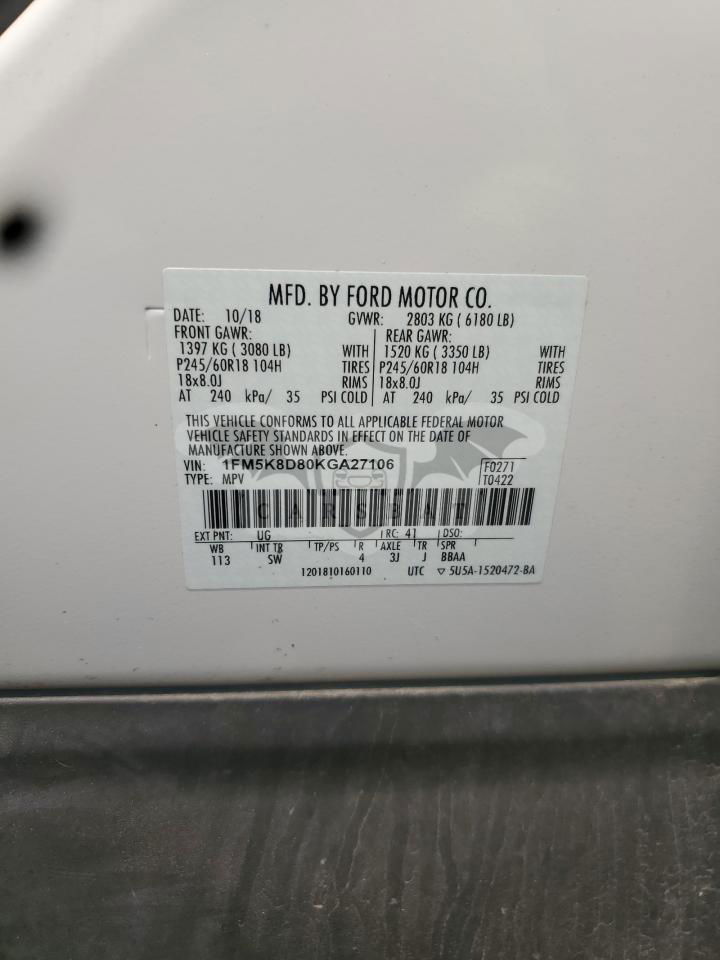 MFD. BY FORD MOTOR CO.
DATE: 10/18 GVWR: 2803 KG ( 6180 LB)
FRONT GAWR: REAR GAWR:
1397 KG ( 3080 LB) WITH 1520 KG ( 3350 LB) WITH
P245/60R18 104H TIRES P245/60R18 104H TIRES
18x8.0J RIMS 18x8.0J RIMS
AT 240 kPa/ 35 PSI COLD AT 240 kPa/ 35 PSI COLD
THIS VEHICLE CONFORMS TO ALL APPLICABLE FEDERAL MOTOR
VEHICLE SAFETY STANDARDS IN EFFECT ON THE DATE OF
MANUFACTURE SHOWN ABOVE.
VIN: 1FM5K8D80KGA27106 F0271
TYPE: MPV T0422
CARSBAT
EXT PNT: UG RC: 41 DSO:
WB INT TR TP/PS R AXLE TR SPR
113 SW 4 3J J BBAA
1201810160110 UTC ▽ 5U5A-1520472-BA